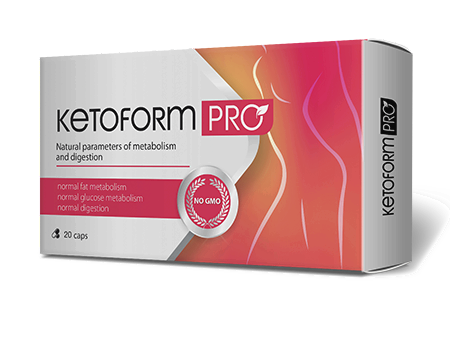 KETOFORM PRO
Natural parameters of metabolism
and digestion
normal fat metabolism
normal glucose metabolism
normal digestion
NO GMO
20 caps
KETOFORM PRO